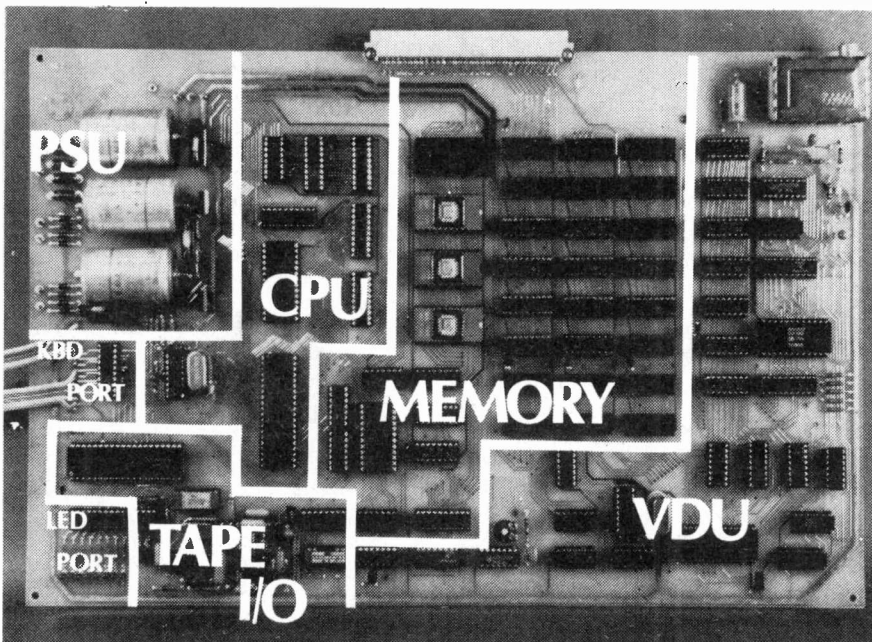 PSU
CPU
KBD
PORT
MEMORY
LED
PORT
TAPE
I/O
VDU